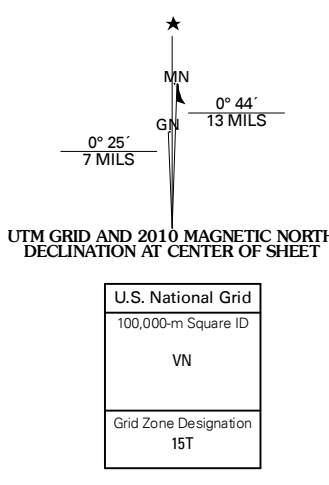 MN
0° 44´
13 MILS
GN
0° 25´
7 MILS
UTM GRID AND 2010 MAGNETIC NORTH
DECLINATION AT CENTER OF SHEET
U.S. National Grid
100,000-m Square ID
VN
Grid Zone Designation
15T